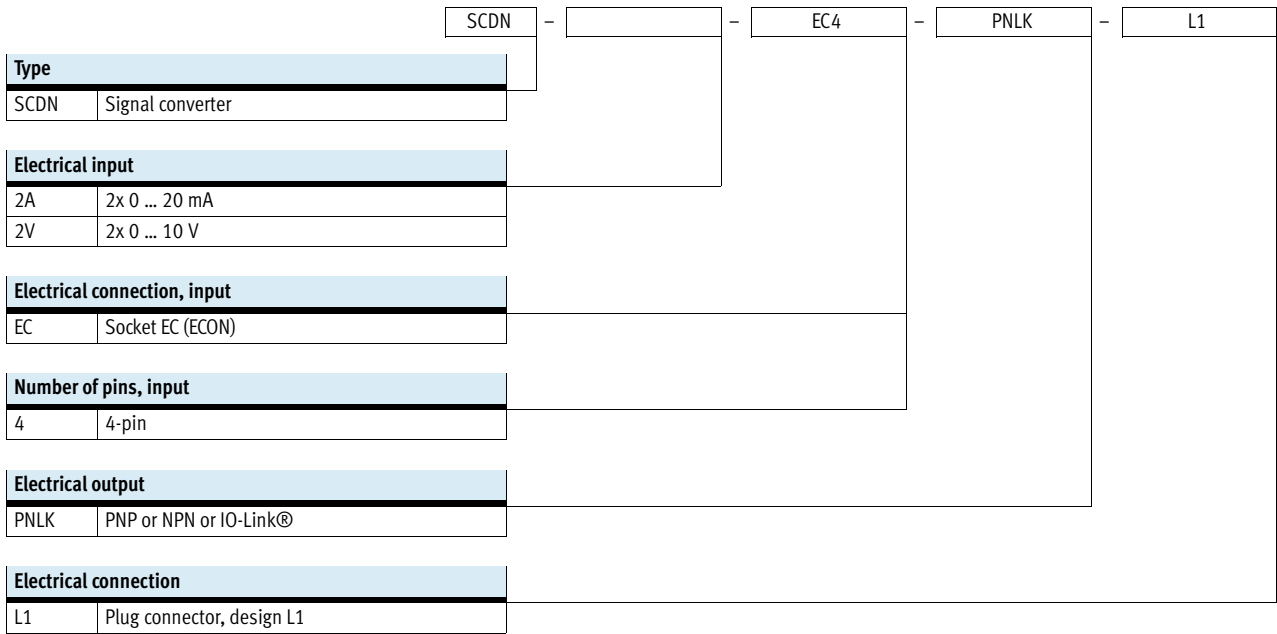 SCDN – – EC4 – PNLK – L1
Type
SCDN Signal converter
Electrical input
2A 2x 0 ... 20 mA
2V 2x 0 ... 10 V
Electrical connection, input
EC Socket EC (ECON)
Number of pins, input
4 4-pin
Electrical output
PNLK PNP or NPN or IO-Link®
Electrical connection
L1 Plug connector, design L1